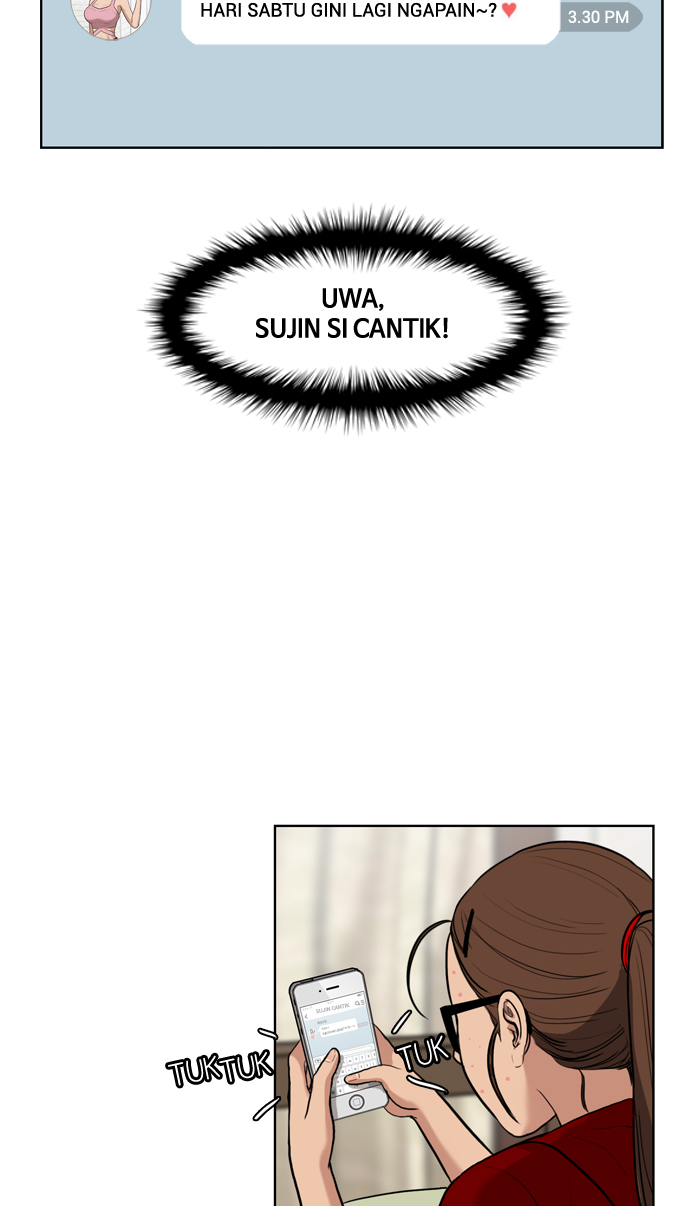 HARI SABTU GINI LAGI NGAPAIN~? ♥
3.30 PM
UWA,
SUJIN SI CANTIK!
SUJIN CANTIK
TUKTUK
TUK